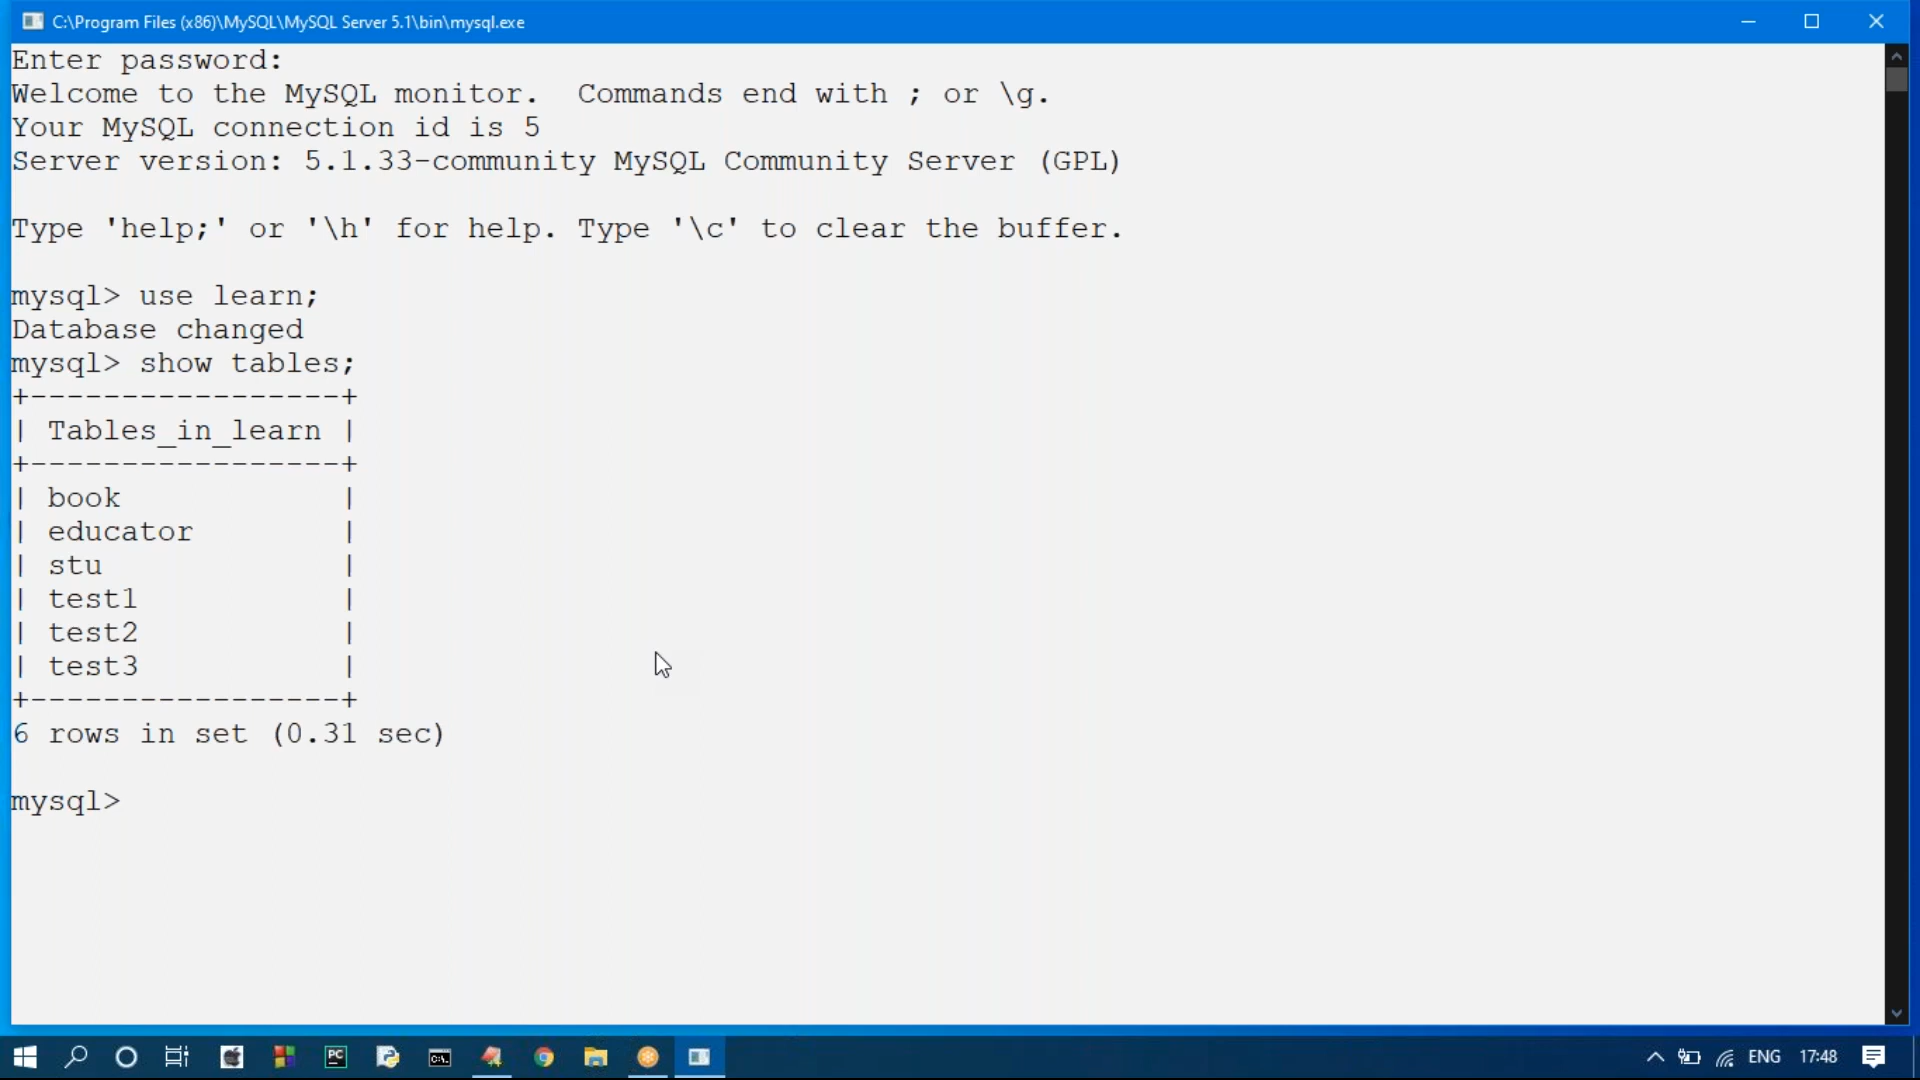 C:\Program Files (x86)\MySQL\MySQL Server 5.1\bin\mysql.exe
Enter password:
Welcome to the MySQL monitor.  Commands end with ; or \g.
Your MySQL connection id is 5
Server version: 5.1.33-community MySQL Community Server (GPL)
Type 'help;' or '\h' for help. Type '\c' to clear the buffer.
mysql> use learn;
Database changed
mysql> show tables;
+-----------------+
| Tables_in_learn |
+-----------------+
| book            |
| educator        |
| stu             |
| test1           |
| test2           |
| test3           |
+-----------------+
6 rows in set (0.31 sec)
mysql>
PC
C:\.
ENG
17:48